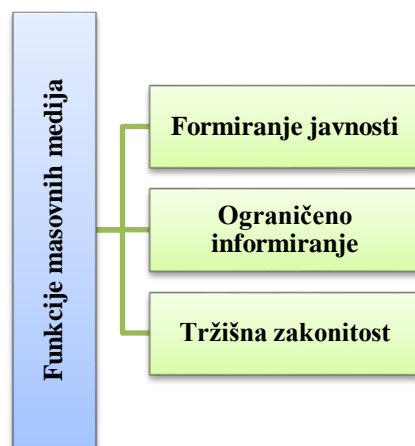 Funkcije masovnih medija
Formiranje javnosti
Ograničeno
informiranje
Tržišna zakonitost